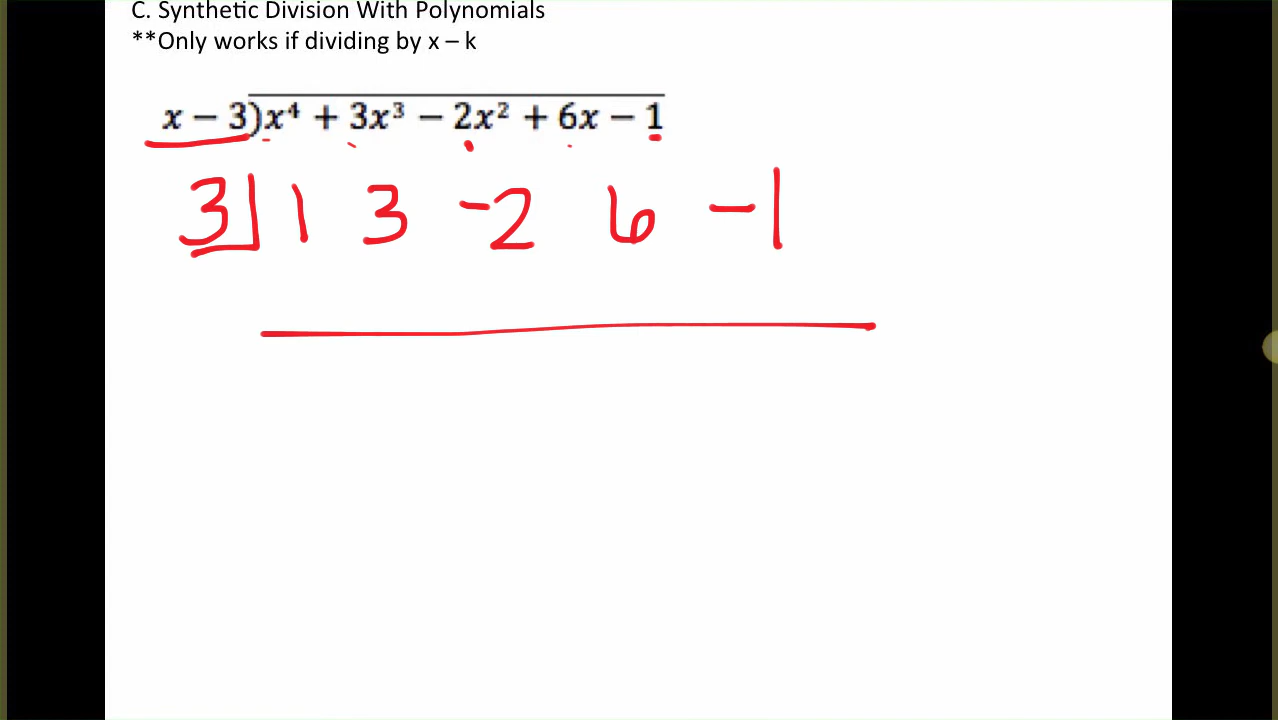 C. Synthetic Division With Polynomials
**Only works if dividing by x – k
x − 3)x⁴ + 3x³ − 2x² + 6x − 1
3| 1 3 -2 6 -1